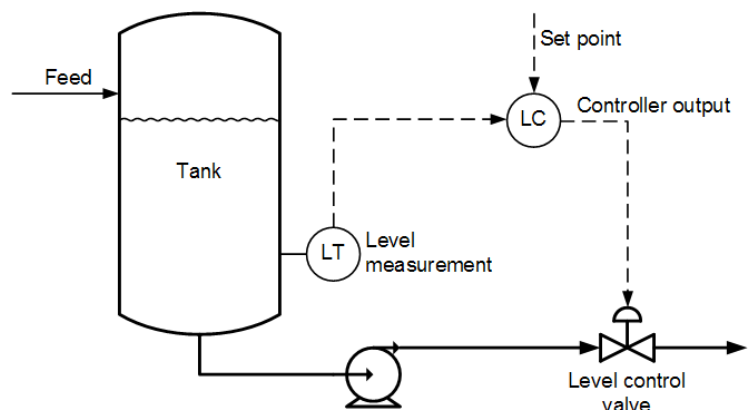 Set point
Feed
LC
Controller output
Tank
LT
Level
measurement
Level control
valve